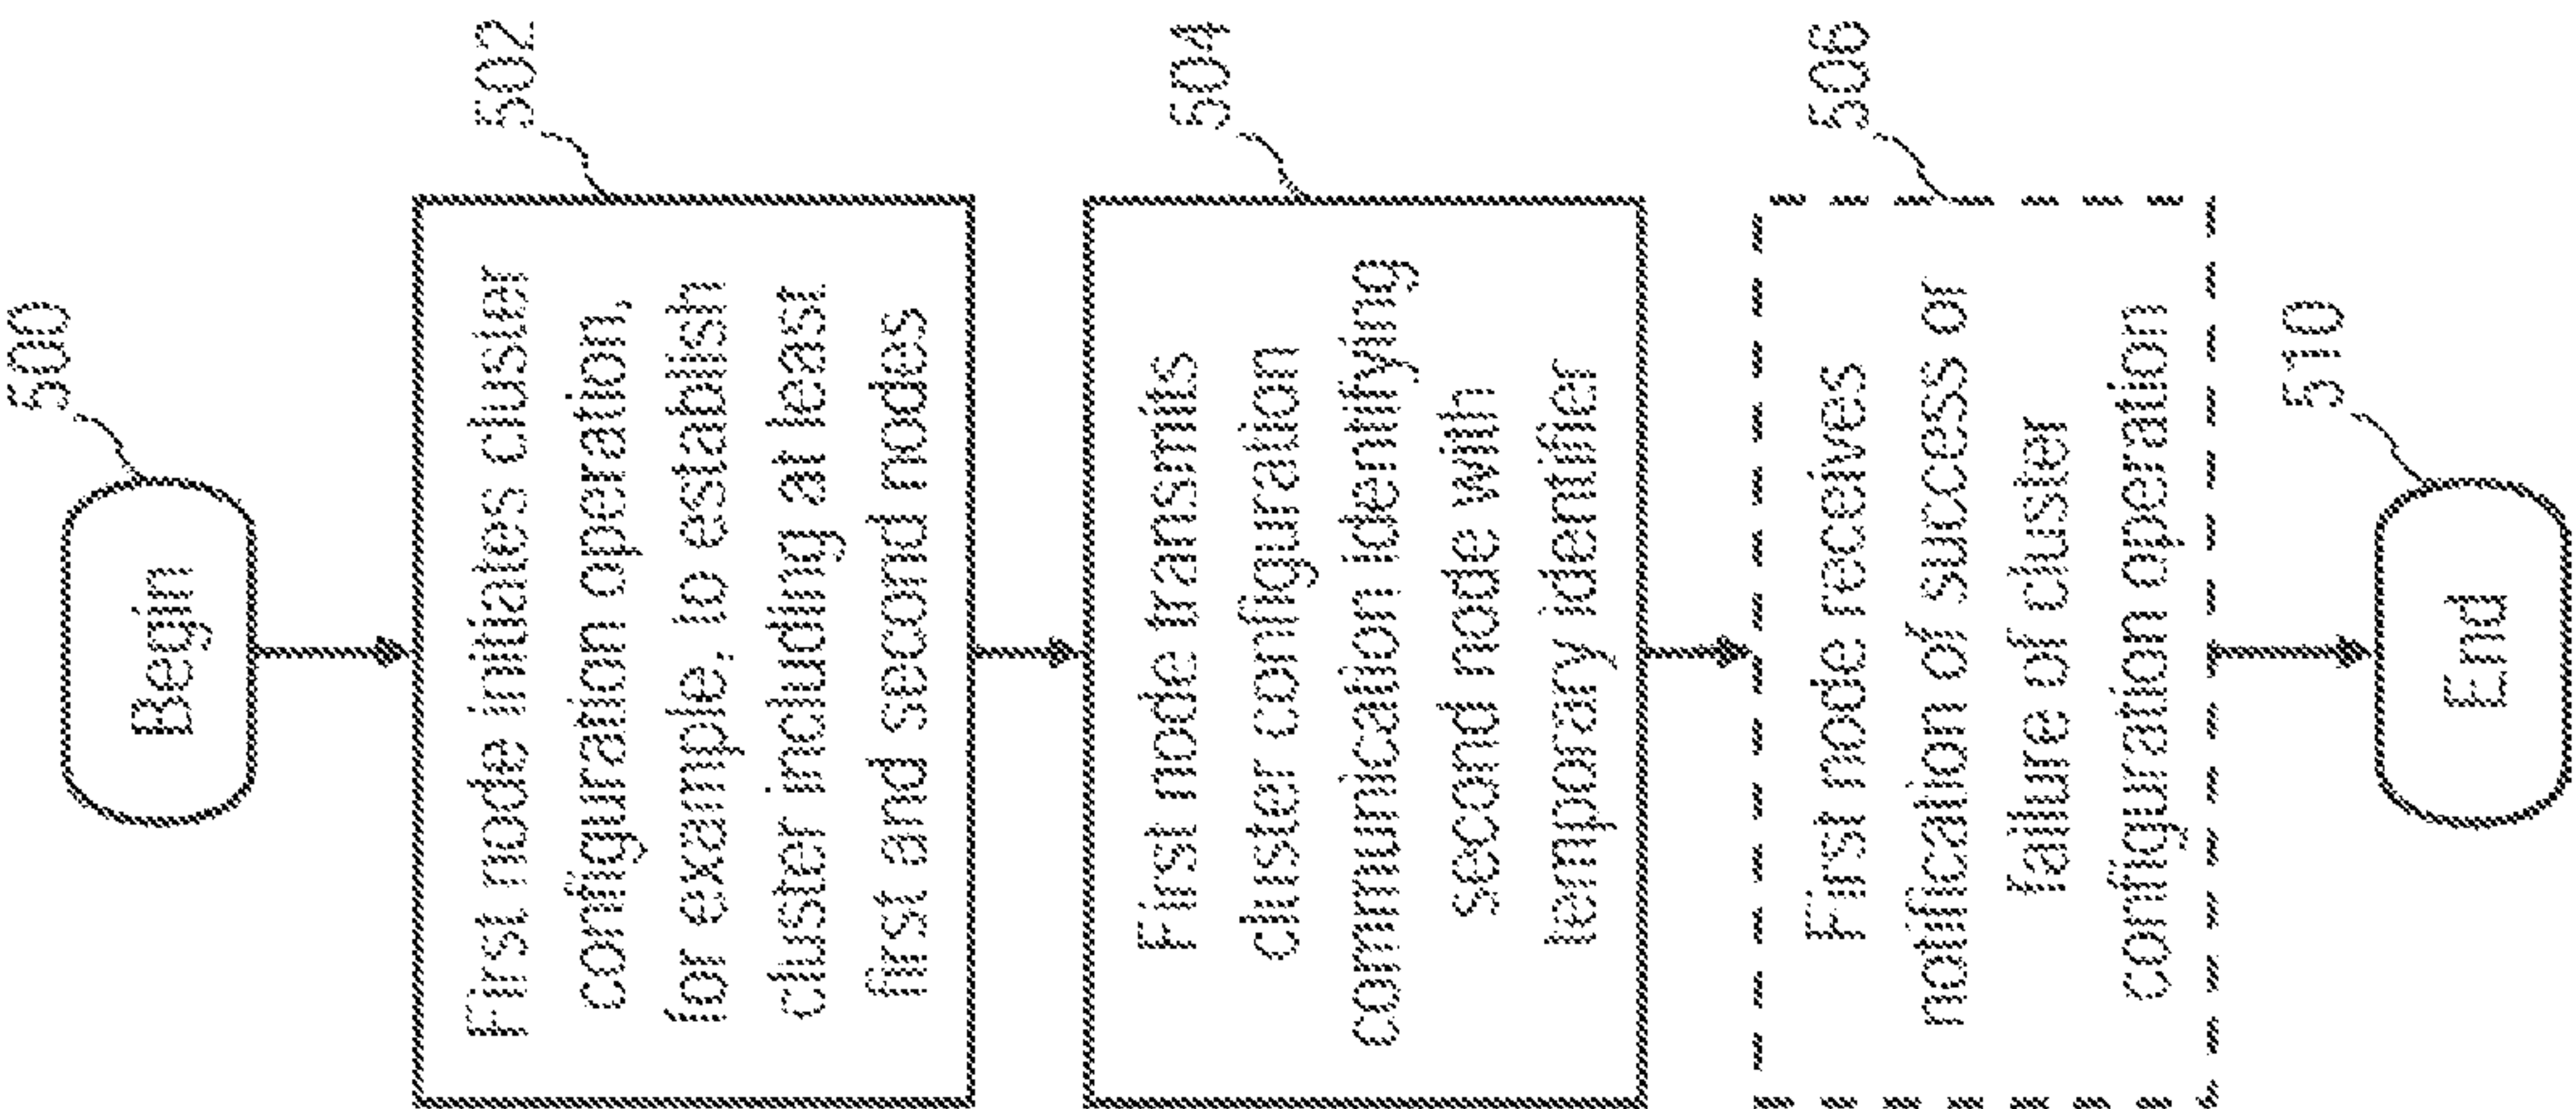 500
Begin
502
First node initiates cluster
configuration operation,
for example, to establish
cluster including at least
first and second nodes
504
First node transmits
cluster configuration
communication identifying
second node with
temporary identifier
506
First node receives
notification of success or
failure of cluster
configuration operation
510
End